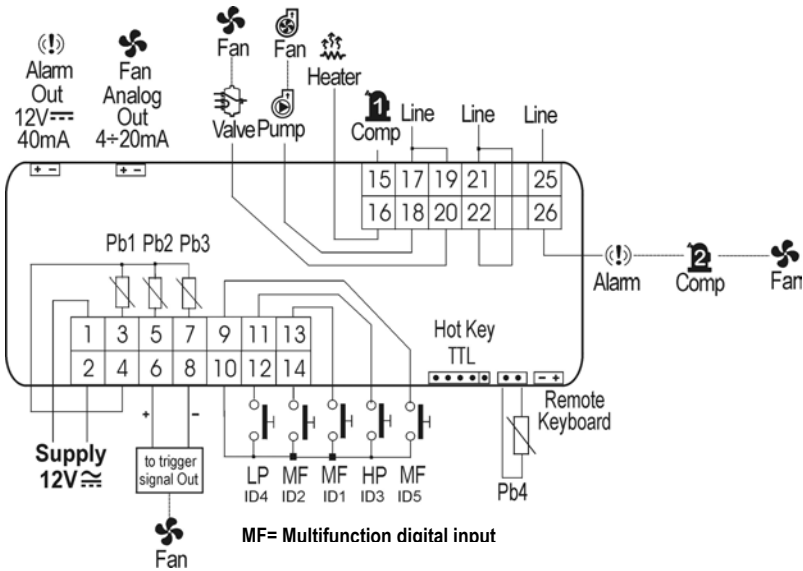 Alarm
Out
12V
40mA
Fan
Analog
Out
4÷20mA
+ -
+ -
Fan
Valve
Fan
Pump
Heater
1
Comp
Line
Line
Line
15 17 19 21 25
16 18 20 22 26
Alarm
2
Comp
Fan
Pb1 Pb2 Pb3
1 3 5 7 9 11 13
2 4 6 8 10 12 14
Hot Key
TTL
- +
Remote
Keyboard
Supply
12V
+ -
to trigger
signal Out
Fan
LP MF MF HP MF
ID4 ID2 ID1 ID3 ID5
Pb4
MF= Multifunction digital input